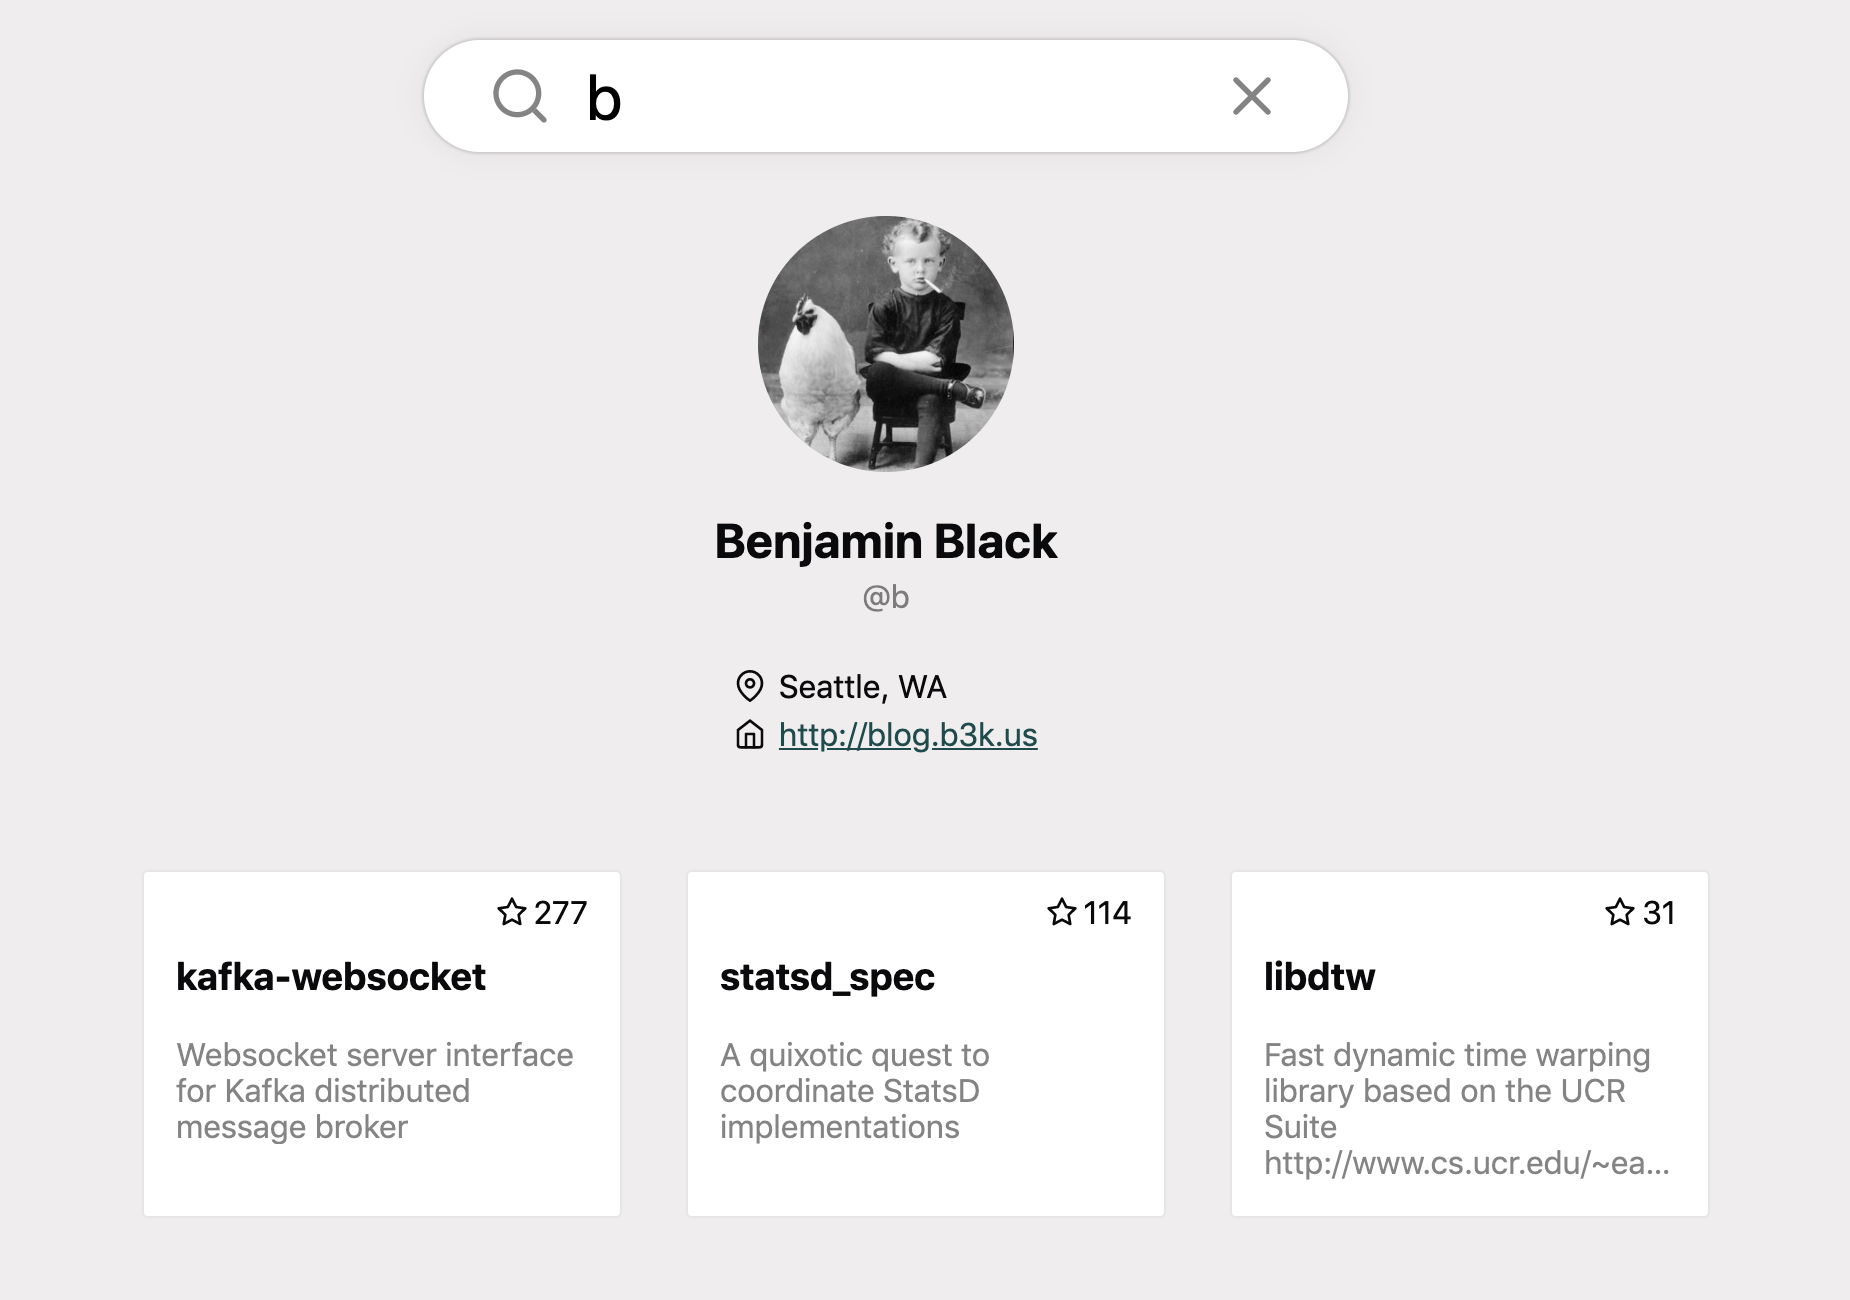 b
Benjamin Black
@b
Seattle, WA
http://blog.b3k.us
277
kafka-websocket
Websocket server interface
for Kafka distributed
message broker
114
statsd_spec
A quixotic quest to
coordinate StatsD
implementations
31
libdtw
Fast dynamic time warping
library based on the UCR
Suite
http://www.cs.ucr.edu/~ea...